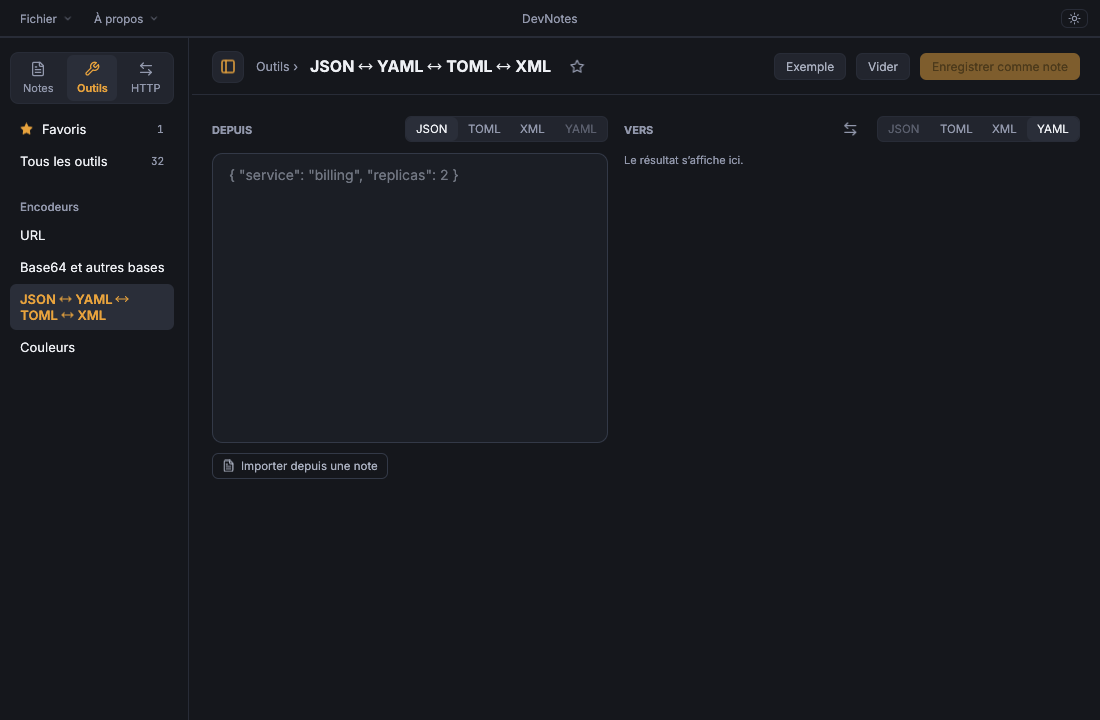 Fichier
À propos
DevNotes
Notes
Outils
HTTP
Favoris 1
Tous les outils 32
Encodeurs
URL
Base64 et autres bases
JSON ↔ YAML ↔
TOML ↔ XML
Couleurs
Outils › JSON ↔ YAML ↔ TOML ↔ XML
Exemple
Vider
Enregistrer comme note
DEPUIS
JSON TOML XML YAML
{ "service": "billing", "replicas": 2 }
Importer depuis une note
VERS
JSON TOML XML YAML
Le résultat s’affiche ici.